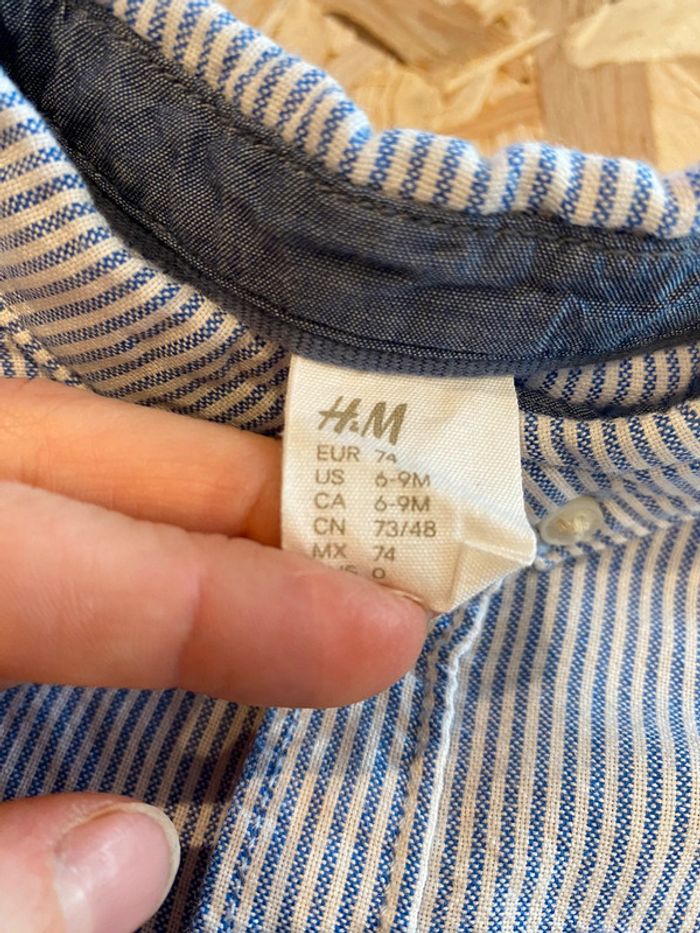 H&M
EUR 74
US 6-9M
CA 6-9M
CN 73/48
MX 74